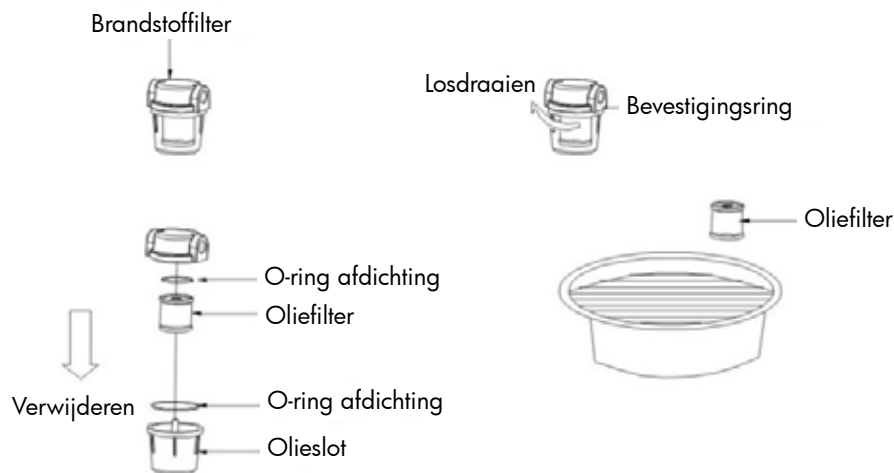 Brandstoffilter
Losdraaien
Bevestigingsring
Oliefilter
O-ring afdichting
Oliefilter
Verwijderen
O-ring afdichting
Olieslot